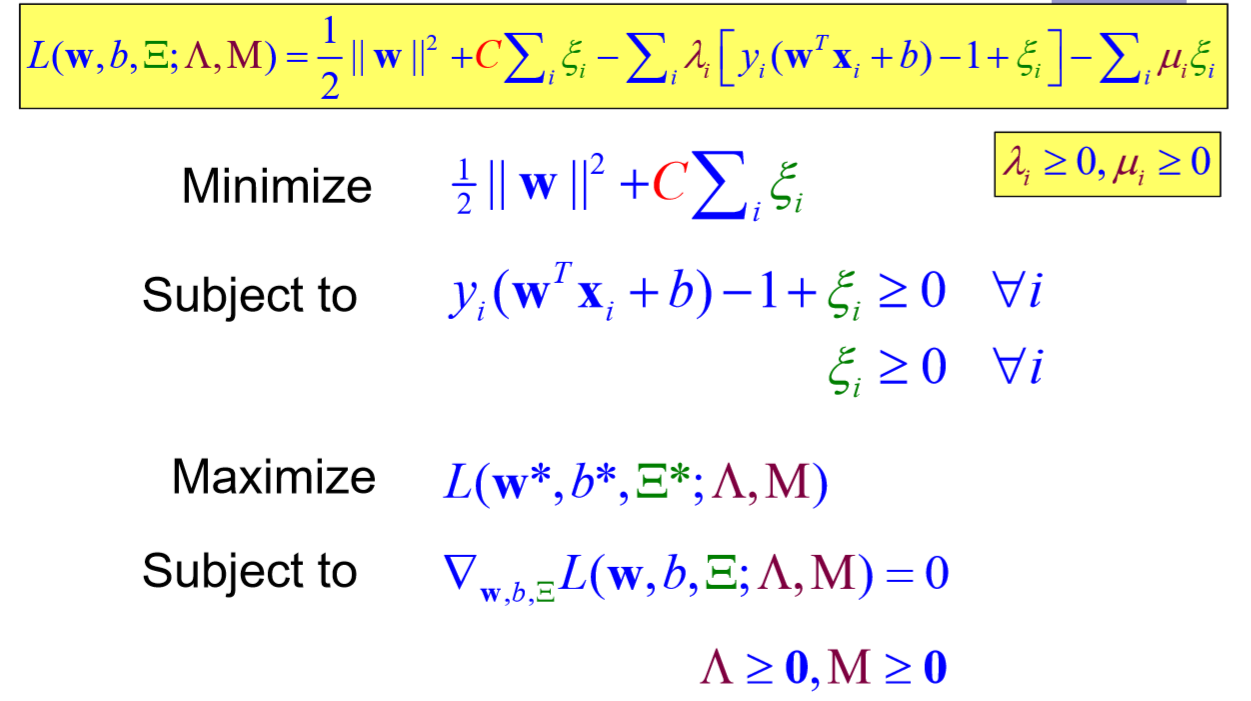 L(w, b, Ξ; Λ, M) = 1/2 || w ||² + C ∑ᵢ ξᵢ − ∑ᵢ λᵢ [ yᵢ(wᵀxᵢ + b) − 1 + ξᵢ ] − ∑ᵢ μᵢξᵢ
Minimize 1/2 || w ||² + C ∑ᵢ ξᵢ
λᵢ ≥ 0, μᵢ ≥ 0
Subject to yᵢ(wᵀxᵢ + b) − 1 + ξᵢ ≥ 0 ∀i
ξᵢ ≥ 0 ∀i
Maximize L(w*, b*, Ξ*; Λ, M)
Subject to ∇_{w,b,Ξ} L(w, b, Ξ; Λ, M) = 0
Λ ≥ 0, M ≥ 0